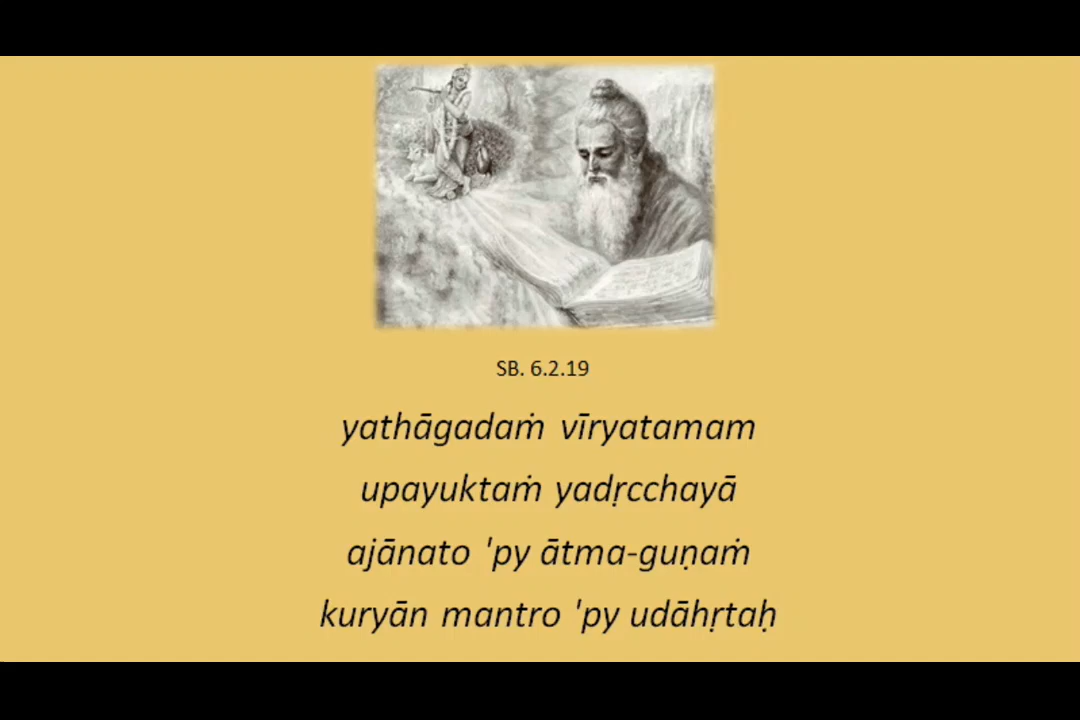 SB. 6.2.19
yathāgadaṁ vīryatamam
upayuktaṁ yadṛcchayā
ajānato 'py ātma-guṇaṁ
kuryān mantro 'py udāhṛtaḥ